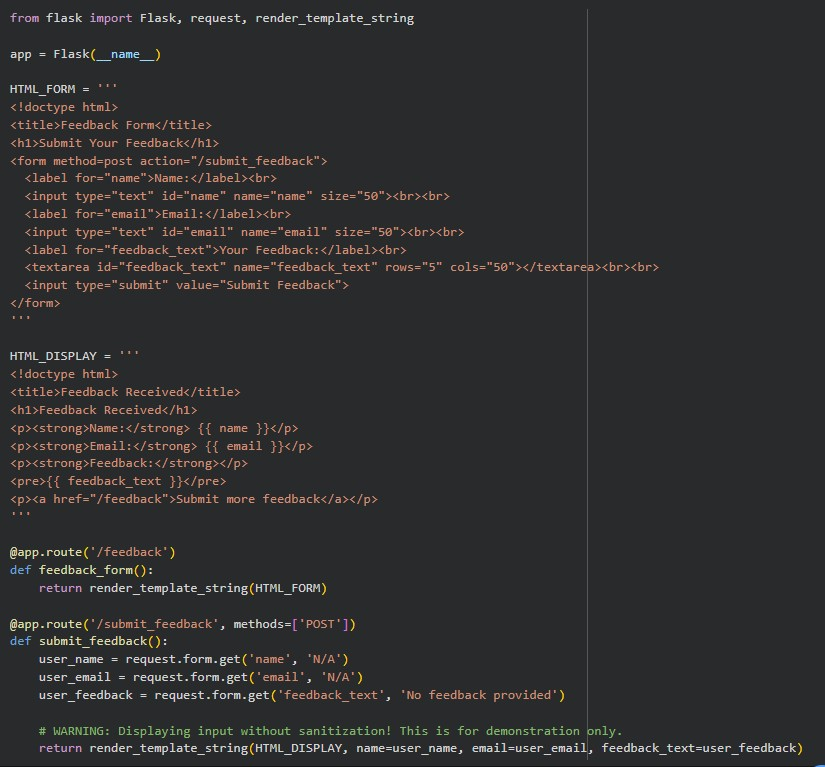 from flask import Flask, request, render_template_string
app = Flask(__name__)
HTML_FORM = '''
<!doctype html>
<title>Feedback Form</title>
<h1>Submit Your Feedback</h1>
<form method=post action="/submit_feedback">
  <label for="name">Name:</label><br>
  <input type="text" id="name" name="name" size="50"><br><br>
  <label for="email">Email:</label><br>
  <input type="text" id="email" name="email" size="50"><br><br>
  <label for="feedback_text">Your Feedback:</label><br>
  <textarea id="feedback_text" name="feedback_text" rows="5" cols="50"></textarea><br><br>
  <input type="submit" value="Submit Feedback">
</form>
'''
HTML_DISPLAY = '''
<!doctype html>
<title>Feedback Received</title>
<h1>Feedback Received</h1>
<p><strong>Name:</strong> {{ name }}</p>
<p><strong>Email:</strong> {{ email }}</p>
<p><strong>Feedback:</strong></p>
<pre>{{ feedback_text }}</pre>
<p><a href="/feedback">Submit more feedback</a></p>
'''
@app.route('/feedback')
def feedback_form():
    return render_template_string(HTML_FORM)
@app.route('/submit_feedback', methods=['POST'])
def submit_feedback():
    user_name = request.form.get('name', 'N/A')
    user_email = request.form.get('email', 'N/A')
    user_feedback = request.form.get('feedback_text', 'No feedback provided')
    # WARNING: Displaying input without sanitization! This is for demonstration only.
    return render_template_string(HTML_DISPLAY, name=user_name, email=user_email, feedback_text=user_feedback)